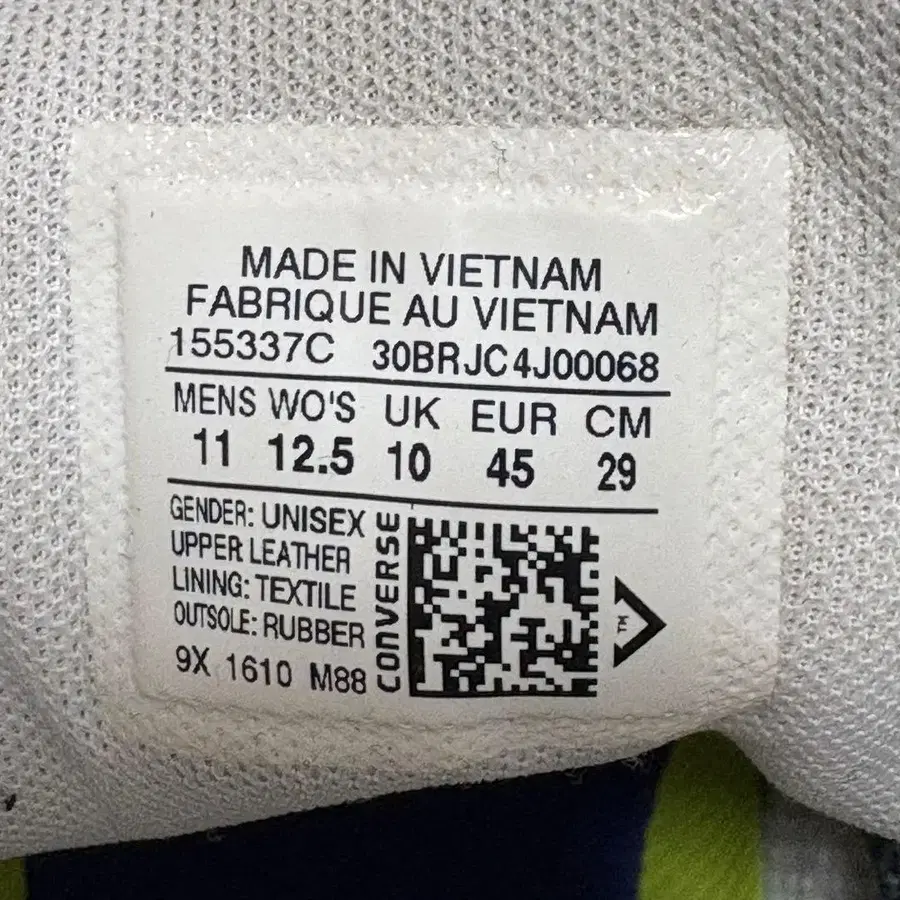 MADE IN VIETNAM
FABRIQUE AU VIETNAM
155337C 30BRJC4J00068
MENS WO'S UK EUR CM
11 12.5 10 45 29
GENDER: UNISEX
UPPER LEATHER
LINING: TEXTILE
OUTSOLE: RUBBER
9X 1610 M88
CONVERSE
TM